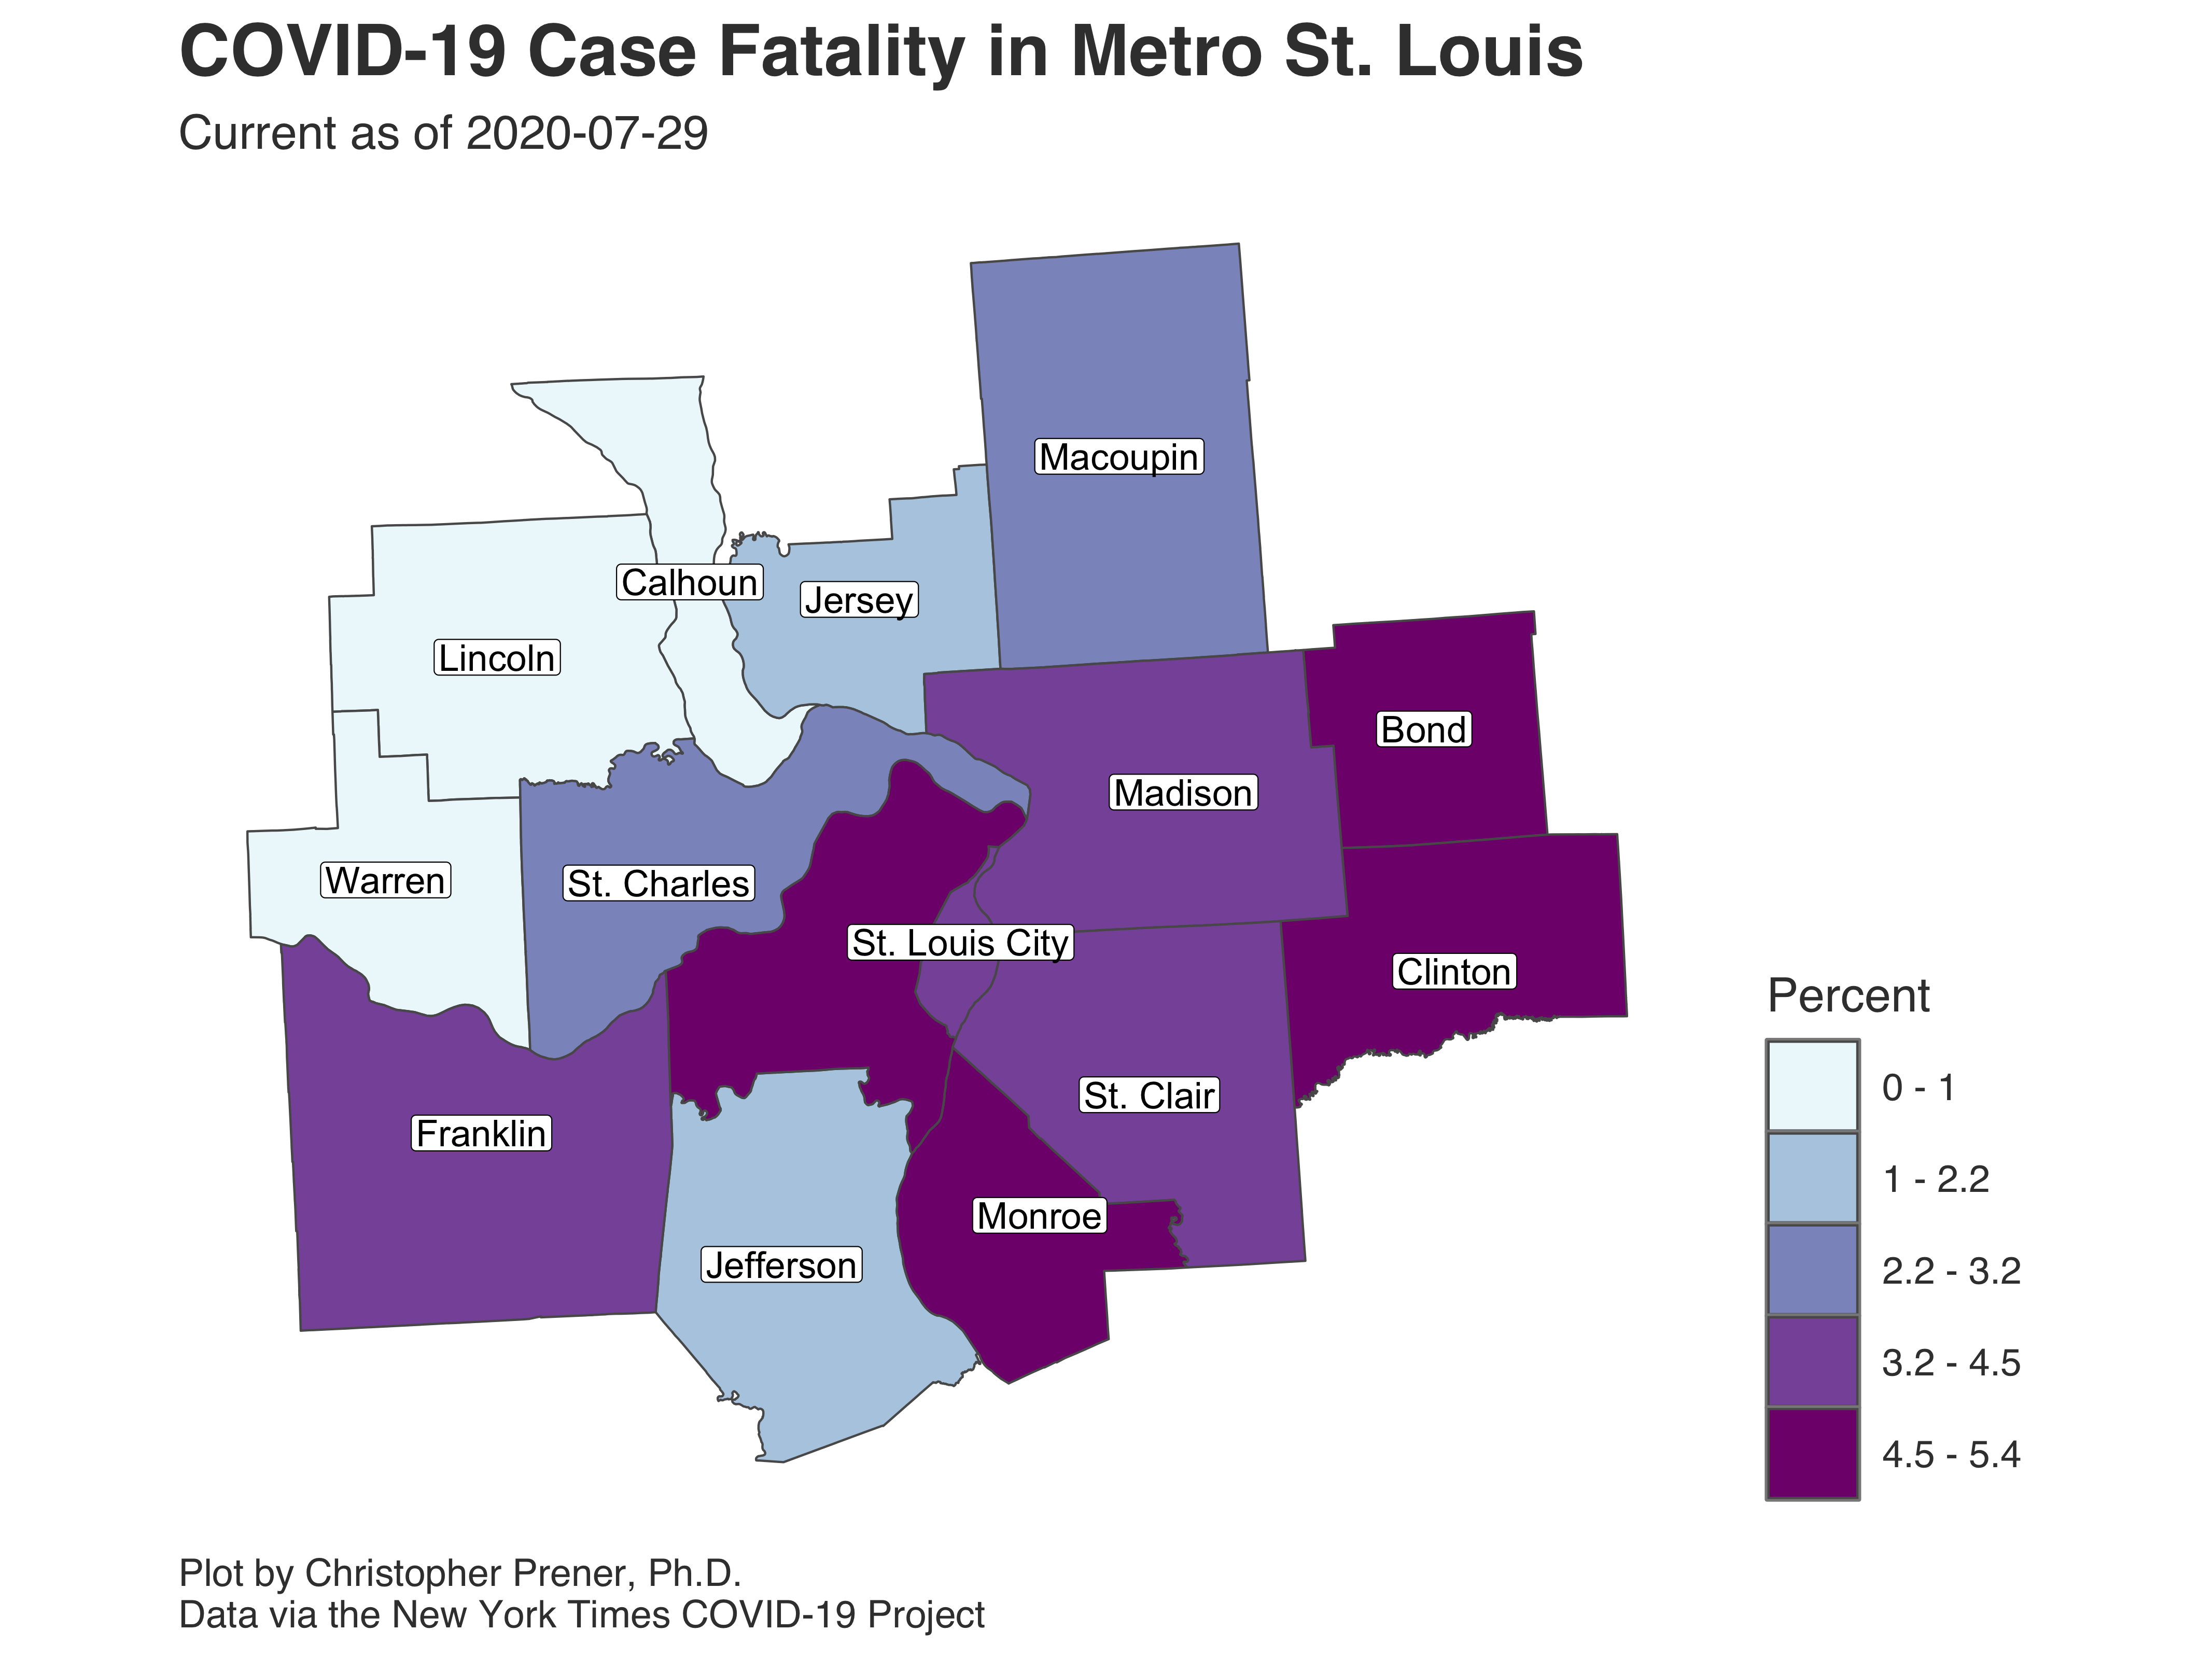 COVID-19 Case Fatality in Metro St. Louis
Current as of 2020-07-29
Macoupin
Calhoun
Jersey
Lincoln
Bond
Madison
Warren
St. Charles
St. Louis City
Clinton
St. Clair
Franklin
Monroe
Jefferson
Percent
0 - 1
1 - 2.2
2.2 - 3.2
3.2 - 4.5
4.5 - 5.4
Plot by Christopher Prener, Ph.D.
Data via the New York Times COVID-19 Project